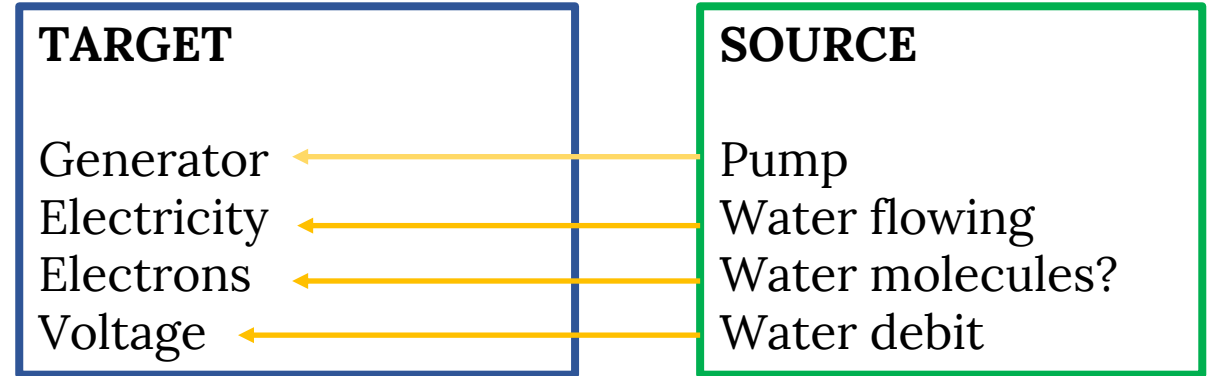 TARGET
Generator
Electricity
Electrons
Voltage
SOURCE
Pump
Water flowing
Water molecules?
Water debit